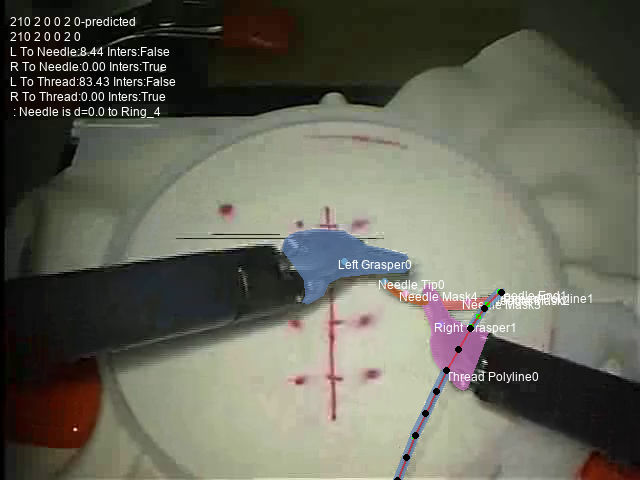 210 2 0 0 2 0-predicted
210 2 0 0 2 0
L To Needle:8.44 Inters:False
R To Needle:0.00 Inters:True
L To Thread:83.43 Inters:False
R To Thread:0.00 Inters:True
: Needle is d=0.0 to Ring_4
Left Grasper0
Needle Tip0
Needle Mask4
Right Grasper1
Thread Polyline0